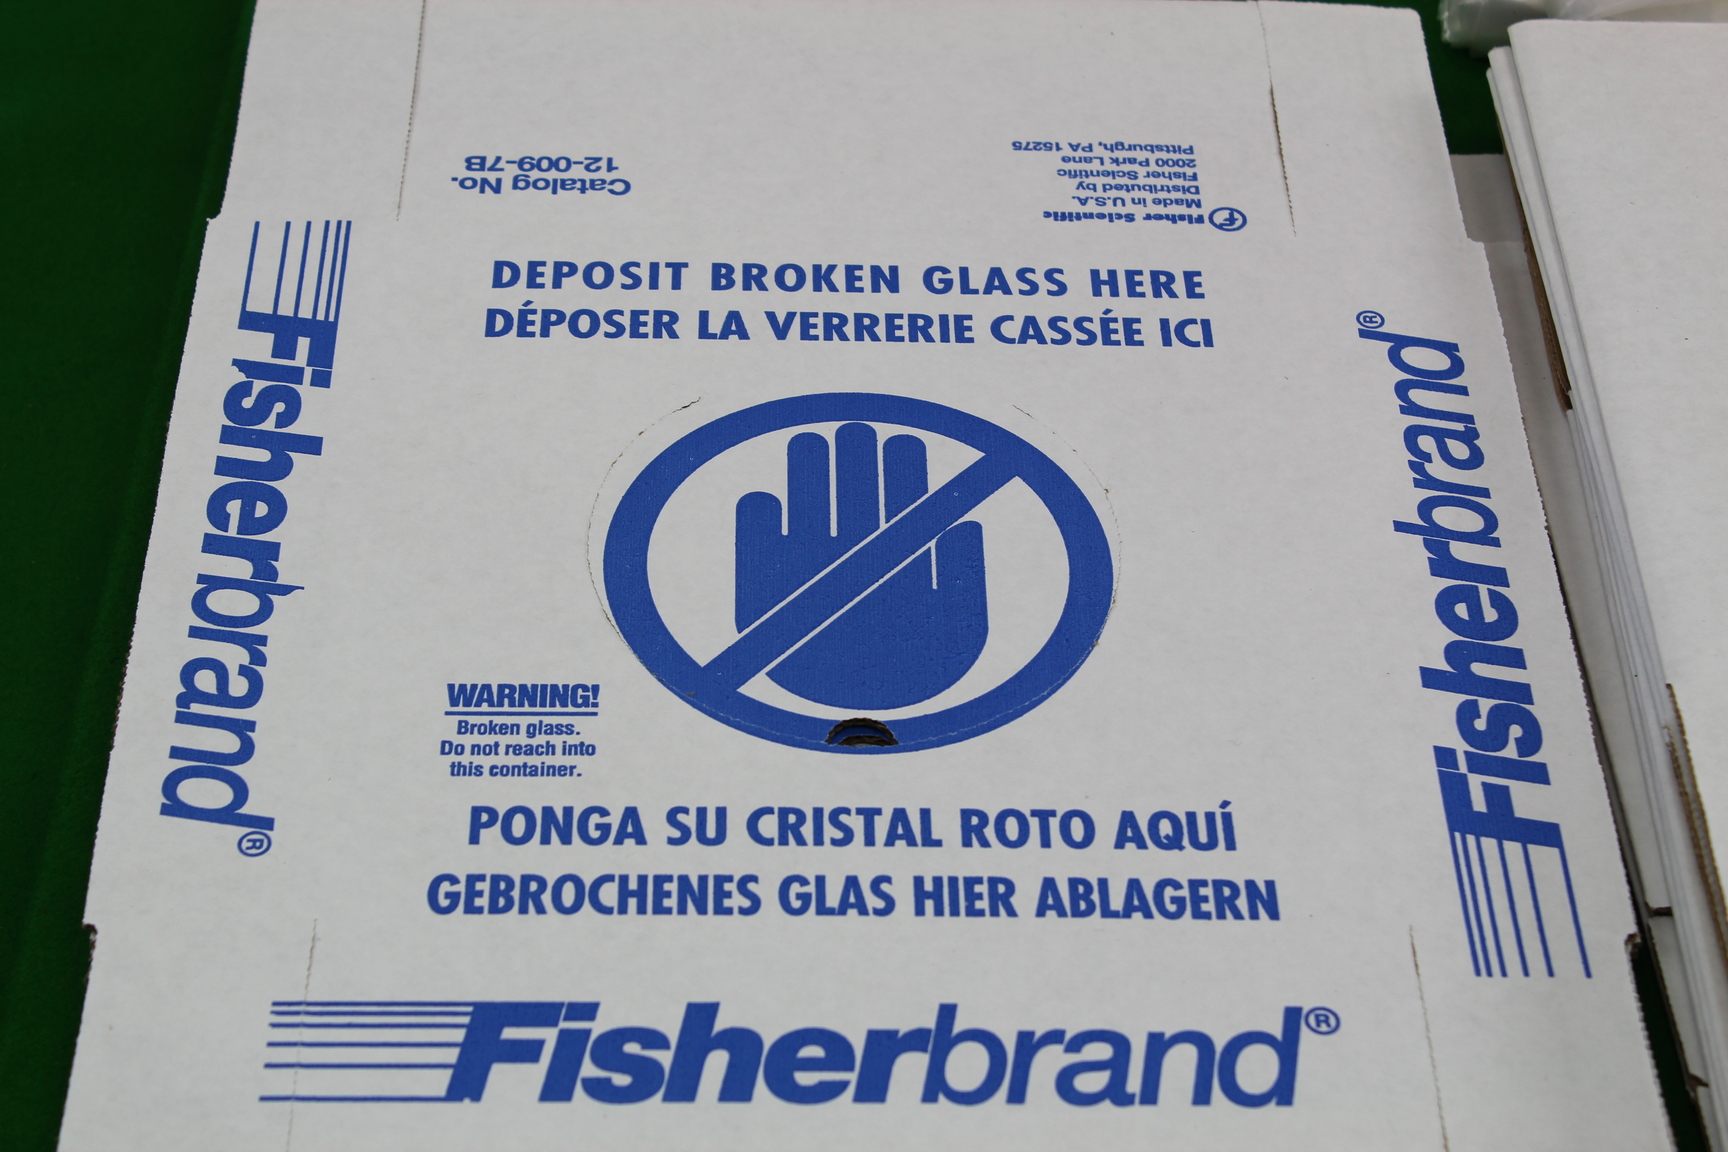 Catalog No.
12-009-7B
Fisher Scientific
Made in U.S.A.
Distributed by
Fisher Scientific
2000 Park Lane
Pittsburgh, PA 15275
DEPOSIT BROKEN GLASS HERE
DÉPOSER LA VERRERIE CASSÉE ICI
Fisherbrand®
Fisherbrand®
WARNING!
Broken glass.
Do not reach into
this container.
PONGA SU CRISTAL ROTO AQUÍ
GEBROCHENES GLAS HIER ABLAGERN
Fisherbrand®